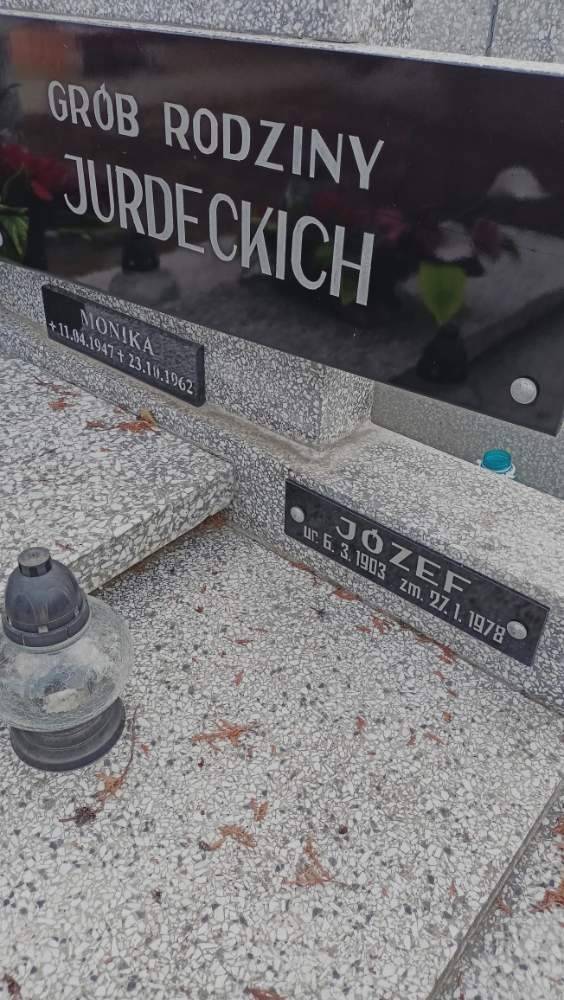 GRÓB RODZINY
JURDECKICH
MONIKA
+ 11.04.1947 + 23.10.1962
JÓZEF
ur. 6. 3. 1903 zm. 27. 1. 1978